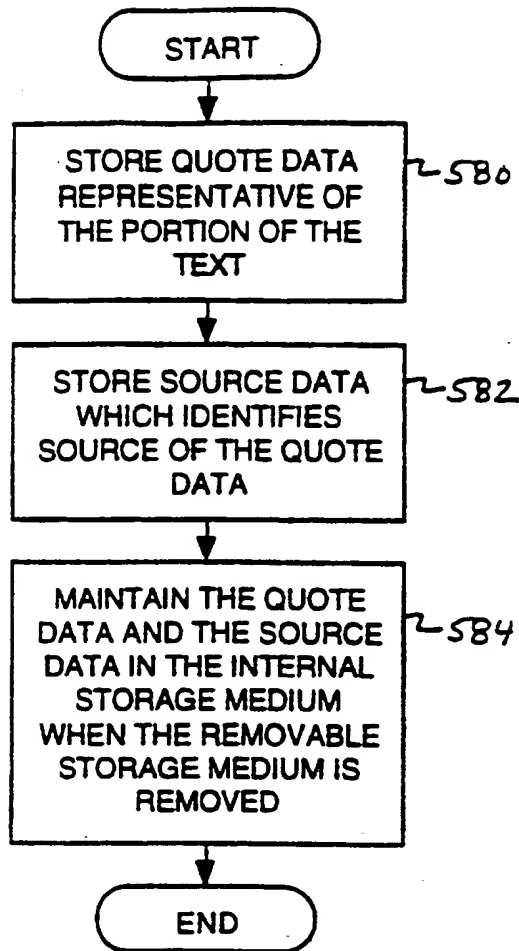 START
STORE QUOTE DATA
REPRESENTATIVE OF
THE PORTION OF THE
TEXT
580
STORE SOURCE DATA
WHICH IDENTIFIES
SOURCE OF THE QUOTE
DATA
582
MAINTAIN THE QUOTE
DATA AND THE SOURCE
DATA IN THE INTERNAL
STORAGE MEDIUM
WHEN THE REMOVABLE
STORAGE MEDIUM IS
REMOVED
584
END